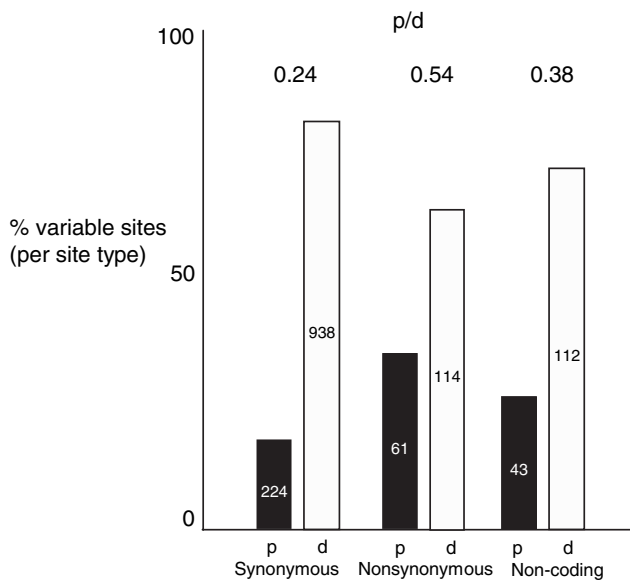 p/d
100
0.24 0.54 0.38
% variable sites
(per site type)
50
938
114
112
61
43
224
0
p d p d p d
Synonymous Nonsynonymous Non-coding